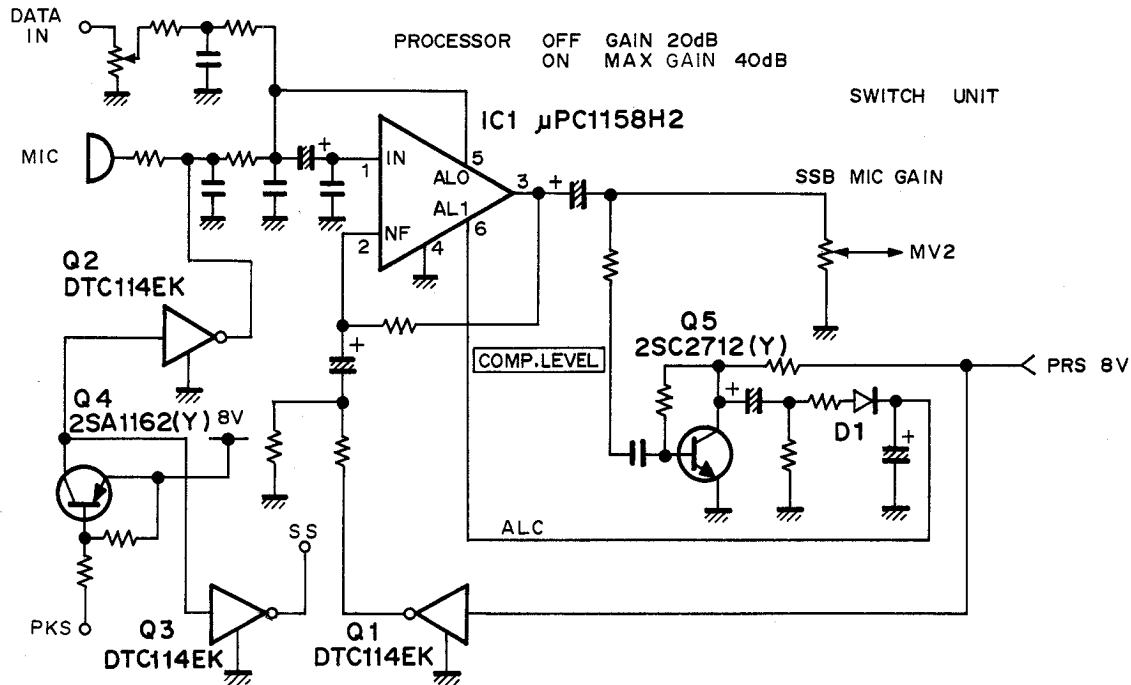 DATA
IN
PROCESSOR OFF GAIN 20dB
ON MAX GAIN 40dB
SWITCH UNIT
IC1 µPC1158H2
MIC
+
1
IN
5
ALO
3
+
AL1
6
NF
2
4
SSB MIC GAIN
MV2
Q2
DTC114EK
+
COMP.LEVEL
Q5
2SC2712(Y)
PRS 8V
+
D1
+
Q4
2SA1162(Y) 8V
SS
ALC
PKS
Q3
DTC114EK
Q1
DTC114EK